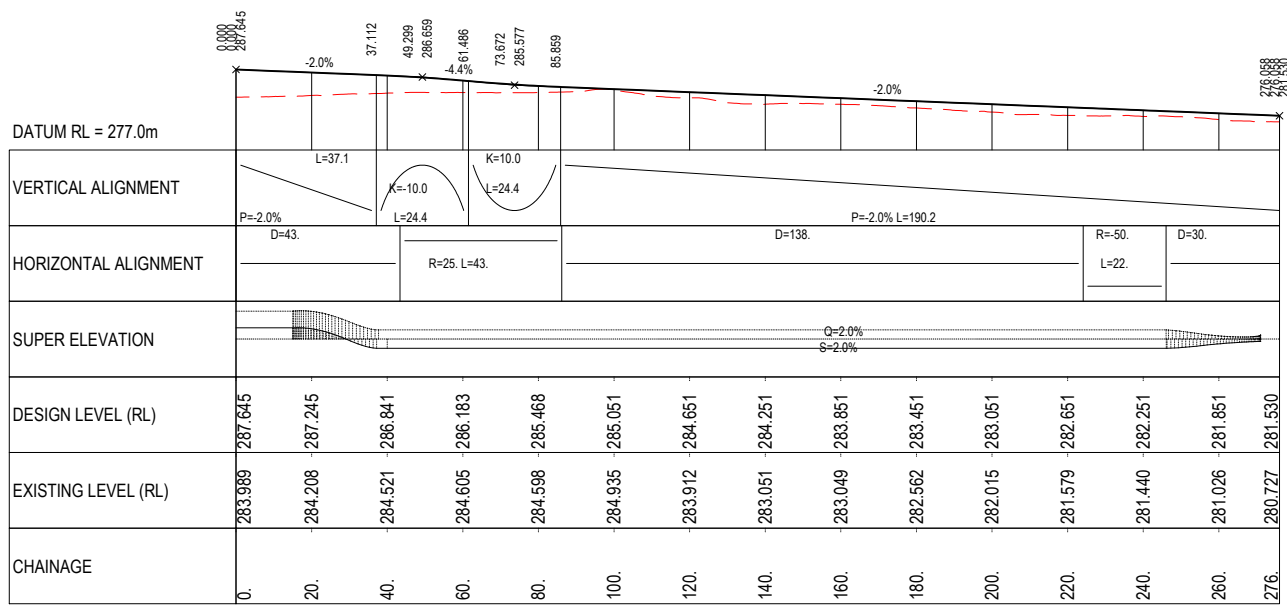 0.000
0.000
287.645
37.112
49.299
286.659
61.486
73.672
285.577
85.859
276.058
276.058
281.530
-2.0%
-4.4%
-2.0%
DATUM RL = 277.0m
VERTICAL ALIGNMENT
L=37.1
P=-2.0%
K=-10.0
L=24.4
K=10.0
L=24.4
P=-2.0% L=190.2
HORIZONTAL ALIGNMENT
D=43.
R=25. L=43.
D=138.
R=-50.
L=22.
D=30.
SUPER ELEVATION
Q=2.0%
S=2.0%
DESIGN LEVEL (RL)
287.645 287.245 286.841 286.183 285.468 285.051 284.651 284.251 283.851 283.451 283.051 282.651 282.251 281.851 281.530
EXISTING LEVEL (RL)
283.989 284.208 284.521 284.605 284.598 284.935 283.912 283.051 283.049 282.562 282.015 281.579 281.440 281.026 280.727
CHAINAGE
0. 20. 40. 60. 80. 100. 120. 140. 160. 180. 200. 220. 240. 260. 276.